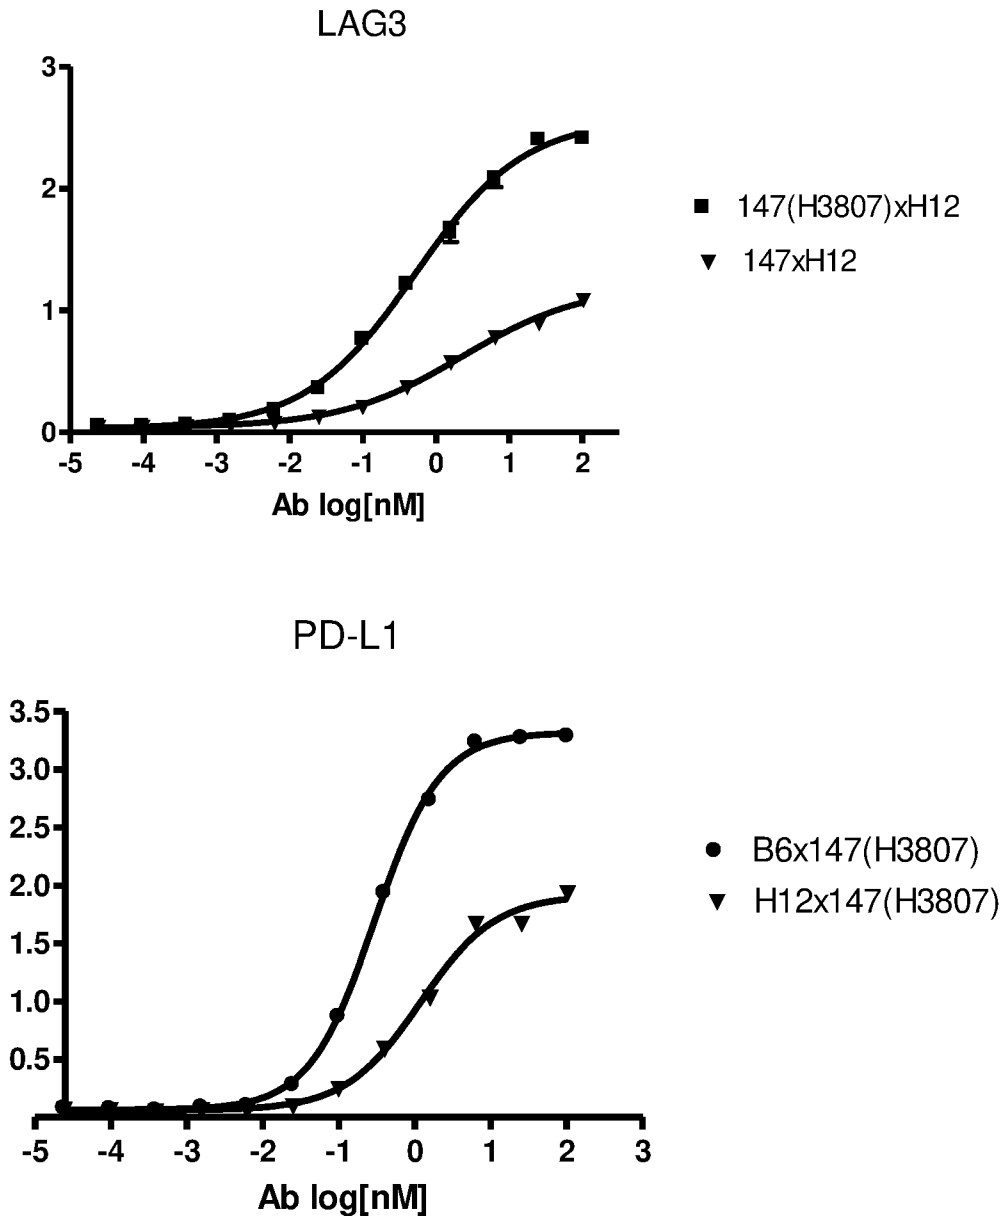 LAG3
3
2
1
0
-5 -4 -3 -2 -1 0 1 2
Ab log[nM]
147(H3807)xH12
147xH12
PD-L1
3.5
3.0
2.5
2.0
1.5
1.0
0.5
-5 -4 -3 -2 -1 0 1 2 3
Ab log[nM]
B6x147(H3807)
H12x147(H3807)